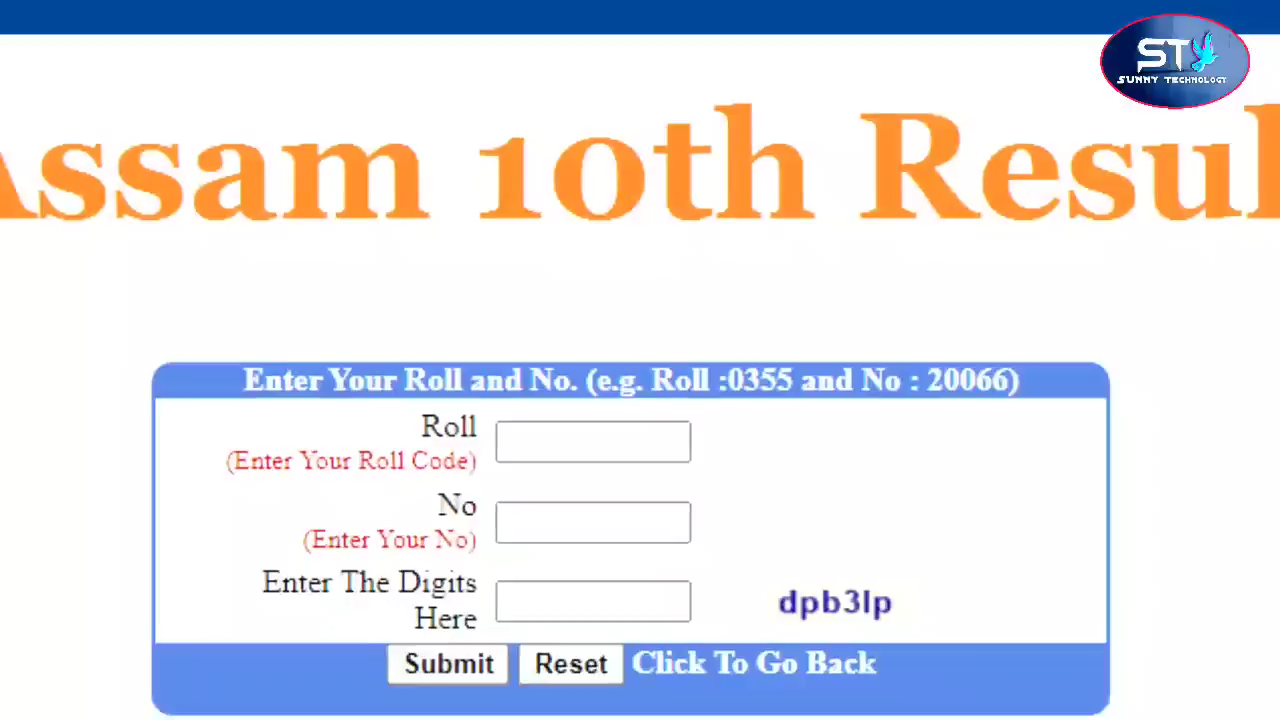 ST
SUNNY TECHNOLOGY
Assam 10th Resul
Enter Your Roll and No. (e.g. Roll :0355 and No : 20066)
Roll
(Enter Your Roll Code)
No
(Enter Your No)
Enter The Digits
Here
dpb3lp
Submit Reset Click To Go Back